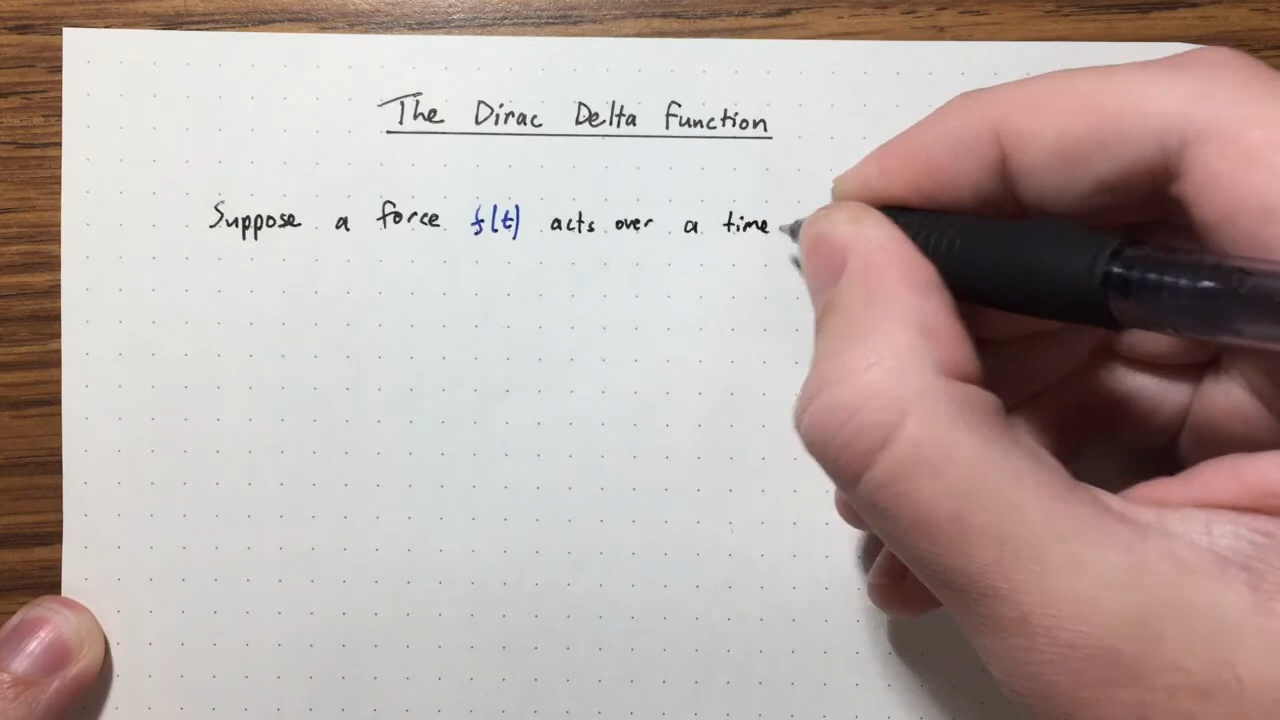 The Dirac Delta Function
Suppose a force f(t) acts over a time